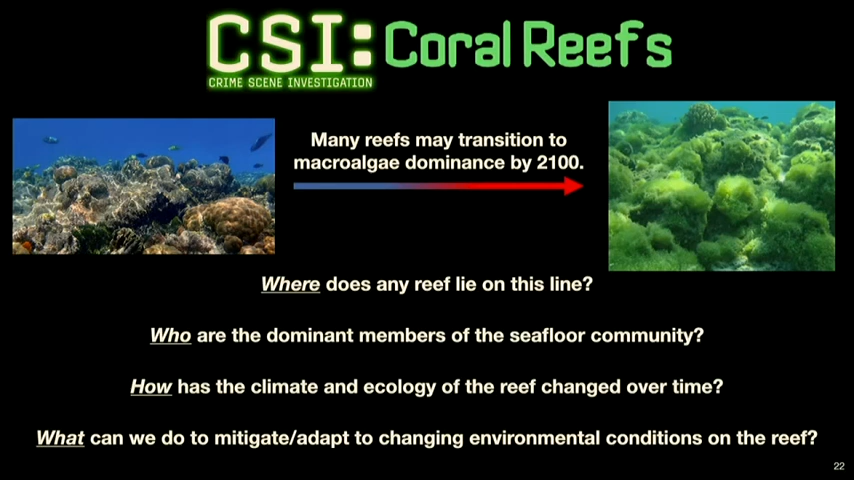 CSI: Coral Reefs
CRIME SCENE INVESTIGATION
Many reefs may transition to
macroalgae dominance by 2100.
Where does any reef lie on this line?
Who are the dominant members of the seafloor community?
How has the climate and ecology of the reef changed over time?
What can we do to mitigate/adapt to changing environmental conditions on the reef?
22